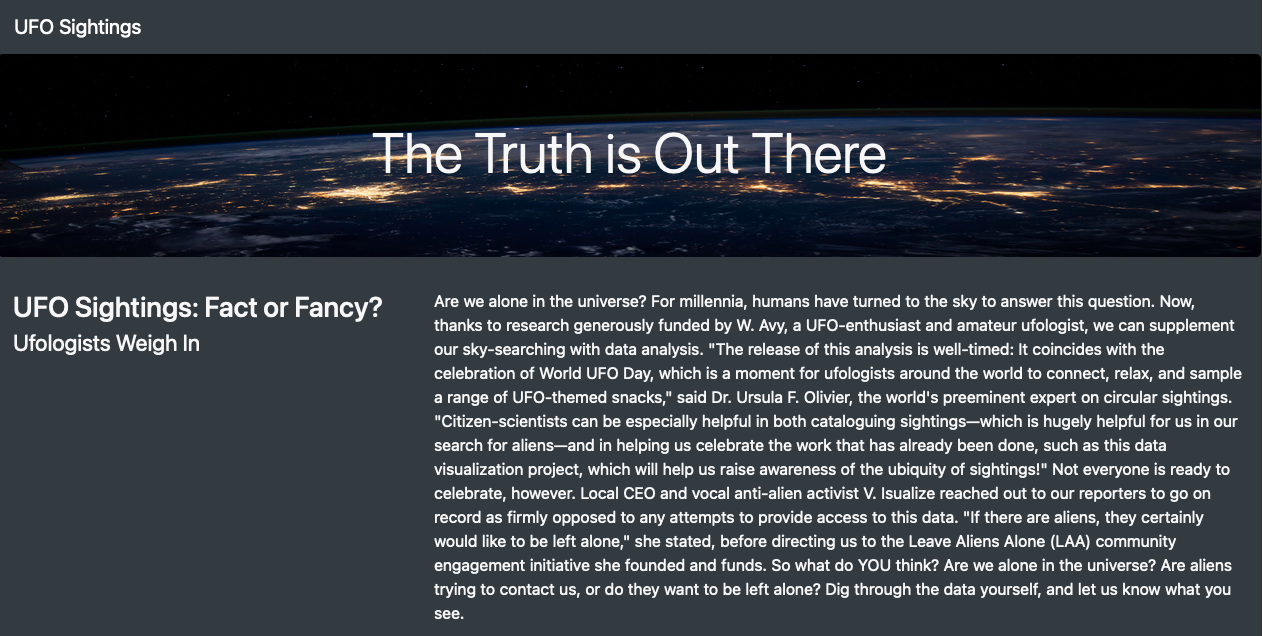 UFO Sightings
The Truth is Out There
UFO Sightings: Fact or Fancy?
Ufologists Weigh In
Are we alone in the universe? For millennia, humans have turned to the sky to answer this question. Now,
thanks to research generously funded by W. Avy, a UFO-enthusiast and amateur ufologist, we can supplement
our sky-searching with data analysis. "The release of this analysis is well-timed: It coincides with the
celebration of World UFO Day, which is a moment for ufologists around the world to connect, relax, and sample
a range of UFO-themed snacks," said Dr. Ursula F. Olivier, the world's preeminent expert on circular sightings.
"Citizen-scientists can be especially helpful in both cataloguing sightings—which is hugely helpful for us in our
search for aliens—and in helping us celebrate the work that has already been done, such as this data
visualization project, which will help us raise awareness of the ubiquity of sightings!" Not everyone is ready to
celebrate, however. Local CEO and vocal anti-alien activist V. Isualize reached out to our reporters to go on
record as firmly opposed to any attempts to provide access to this data. "If there are aliens, they certainly
would like to be left alone," she stated, before directing us to the Leave Aliens Alone (LAA) community
engagement initiative she founded and funds. So what do YOU think? Are we alone in the universe? Are aliens
trying to contact us, or do they want to be left alone? Dig through the data yourself, and let us know what you
see.